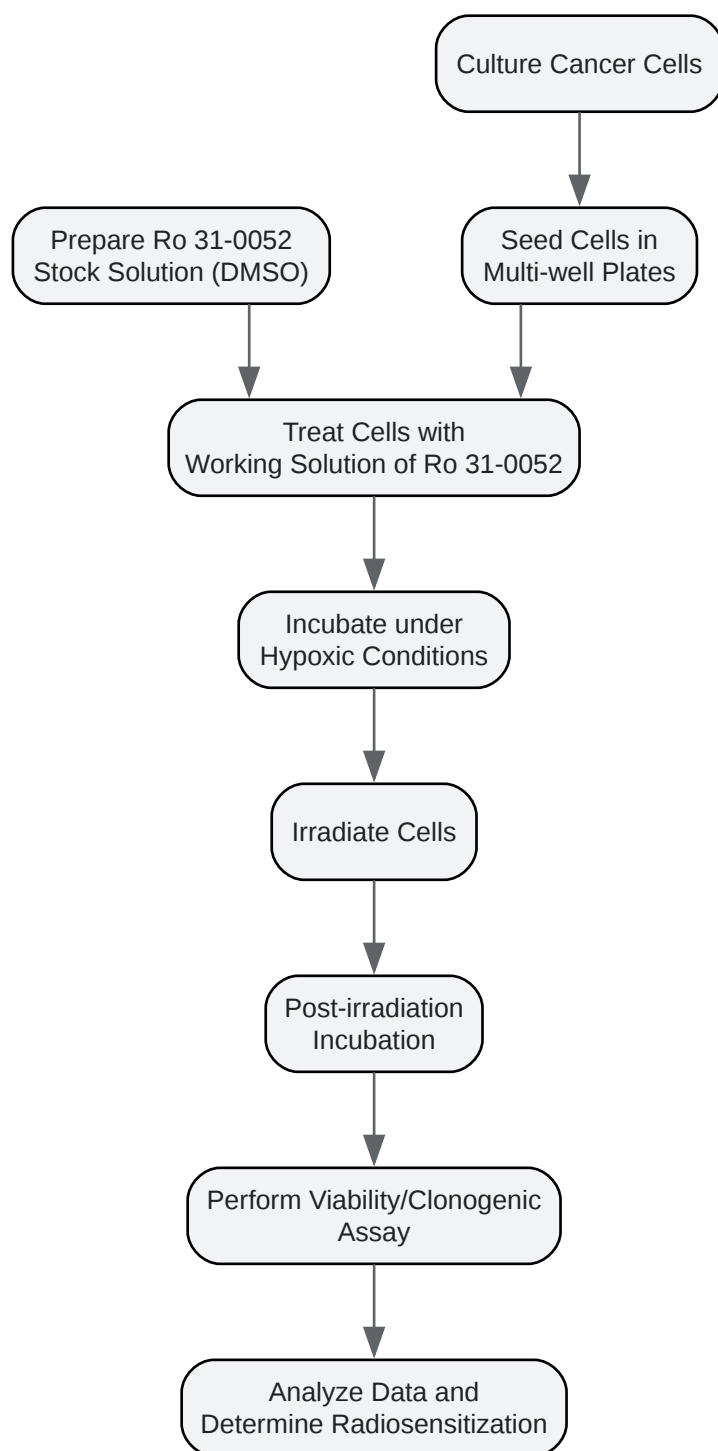 Culture Cancer Cells
Prepare Ro 31-0052
Stock Solution (DMSO)
Seed Cells in
Multi-well Plates
Treat Cells with
Working Solution of Ro 31-0052
Incubate under
Hypoxic Conditions
Irradiate Cells
Post-irradiation
Incubation
Perform Viability/Clonogenic
Assay
Analyze Data and
Determine Radiosensitization